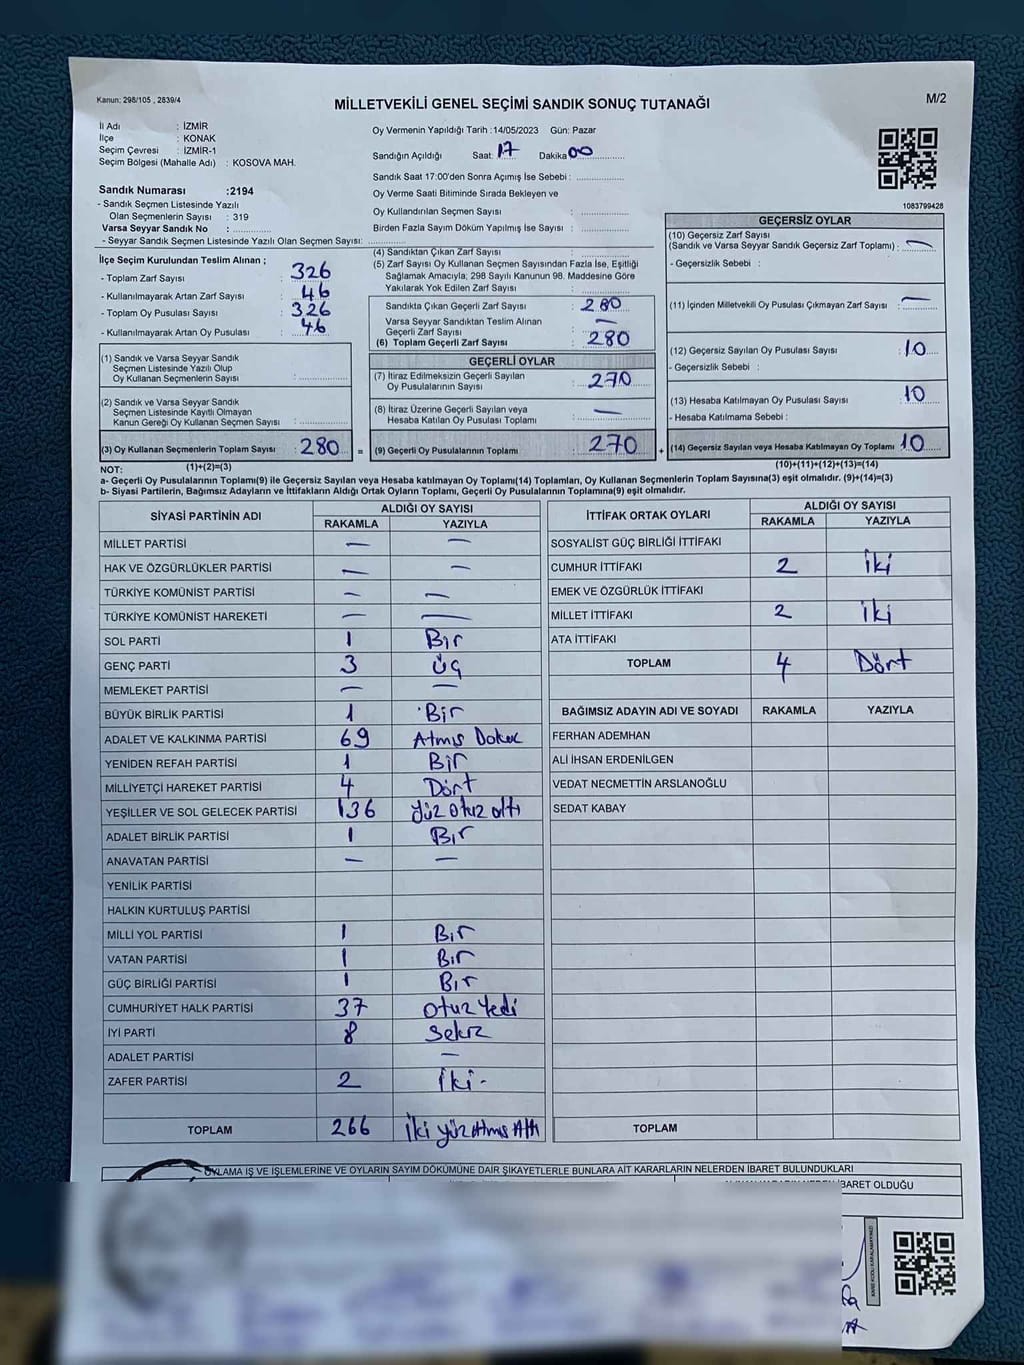 Kanun: 298/105 , 2839/4
MİLLETVEKİLİ GENEL SEÇİMİ SANDIK SONUÇ TUTANAĞI
M/2
İl Adı : İZMİR
İlçe : KONAK
Seçim Çevresi : İZMİR-1
Seçim Bölgesi (Mahalle Adı) : KOSOVA MAH.
Sandık Numarası :2194
- Sandık Seçmen Listesinde Yazılı
Olan Seçmenlerin Sayısı : 319
Varsa Seyyar Sandık No :
- Seyyar Sandık Seçmen Listesinde Yazılı Olan Seçmen Sayısı:
Oy Vermenin Yapıldığı Tarih :14/05/2023 Gün: Pazar
Sandığın Açıldığı Saat: 17 Dakika 00
Sandık Saat 17:00'den Sonra Açımış İse Sebebi :
Oy Verme Saati Bitiminde Sırada Bekleyen ve
Oy Kullandırılan Seçmen Sayısı :
Birden Fazla Sayım Döküm Yapılmış İse Sayısı :
1083799428
İlçe Seçim Kurulundan Teslim Alınan ;
- Toplam Zarf Sayısı : 326
- Kullanılmayarak Artan Zarf Sayısı : 46
- Toplam Oy Pusulası : 326
- Kullanılmayarak Artan Oy Pusulası : 46
(1) Sandık ve Varsa Seyyar Sandık
Seçmen Listesinde Yazılı Olup
Oy Kullanan Seçmenlerin Sayısı :
(2) Sandık ve Varsa Seyyar Sandık
Seçmen Listesinde Kayıtlı Olmayan
Kanun Gereği Oy Kullanan Seçmen Sayısı :
(3) Oy Kullanan Seçmenlerin Toplam Sayısı : 280 =
(1)+(2)=(3)
(4) Sandıktan Çıkan Zarf Sayısı :
(5) Zarf Sayısı Oy Kullanan Seçmen Sayısından Fazla İse, Eşitliği
Sağlamak Amacıyla; 298 Sayılı Kanunun 98. Maddesine Göre
Yakılarak Yok Edilen Zarf Sayısı :
Sandıkta Çıkan Geçerli Zarf Sayısı : 280
Varsa Seyyar Sandıktan Teslim Alınan
Geçerli Zarf Sayısı : —
(6) Toplam Geçerli Zarf Sayısı : 280
GEÇERLİ OYLAR
(7) İtiraz Edilmeksizin Geçerli Sayılan
Oy Pusulalarının Sayısı : 270
(8) İtiraz Üzerine Geçerli Sayılan veya
Hesaba Katılan Oy Pusulası Toplamı : —
(9) Geçerli Oy Pusulalarının Toplamı : 270 +
GEÇERSİZ OYLAR
(10) Geçersiz Zarf Sayısı
(Sandık ve Varsa Seyyar Sandık Geçersiz Zarf Toplamı) : —
- Geçersizlik Sebebi :
(11) İçinden Milletvekili Oy Pusulası Çıkmayan Zarf Sayısı : —
(12) Geçersiz Sayılan Oy Pusulası Sayısı : 10
- Geçersizlik Sebebi :
(13) Hesaba Katılmayan Oy Pusulası Sayısı : 10
- Hesaba Katılmama Sebebi :
(14) Geçersiz Sayılan veya Hesaba Katılmayan Oy Toplamı : 10
(10)+(11)+(12)+(13)=(14)
NOT:
a- Geçerli Oy Pusulalarının Toplamı(9) ile Geçersiz Sayılan veya Hesaba katılmayan Oy Toplamı(14) Toplamları, Oy Kullanan Seçmenlerin Toplam Sayısına(3) eşit olmalıdır. (9)+(14)=(3)
b- Siyasi Partilerin, Bağımsız Adayların ve İttifakların Aldığı Ortak Oyların Toplamı, Geçerli Oy Pusulalarının Toplamına(9) eşit olmalıdır.
SİYASİ PARTİNİN ADI ALDIĞI OY SAYISI
RAKAMLA YAZIYLA
MİLLET PARTİSİ — —
HAK VE ÖZGÜRLÜKLER PARTİSİ — —
TÜRKİYE KOMÜNİST PARTİSİ — —
TÜRKİYE KOMÜNİST HAREKETİ — —
SOL PARTİ 1 Bir
GENÇ PARTİ 3 Üç
MEMLEKET PARTİSİ — —
BÜYÜK BİRLİK PARTİSİ 1 Bir
ADALET VE KALKINMA PARTİSİ 69 Atmış Dokuz
YENİDEN REFAH PARTİSİ 1 Bir
MİLLİYETÇİ HAREKET PARTİSİ 4 Dört
YEŞİLLER VE SOL GELECEK PARTİSİ 136 Yüz otuz altı
ADALET BİRLİK PARTİSİ 1 Bir
ANAVATAN PARTİSİ — —
YENİLİK PARTİSİ
HALKIN KURTULUŞ PARTİSİ
MİLLİ YOL PARTİSİ 1 Bir
VATAN PARTİSİ 1 Bir
GÜÇ BİRLİĞİ PARTİSİ 1 Bir
CUMHURİYET HALK PARTİSİ 37 otuz Yedi
İYİ PARTİ 8 Sekiz
ADALET PARTİSİ —
ZAFER PARTİSİ 2 İki -
TOPLAM 266 İki yüz atmış Altı
İTTİFAK ORTAK OYLARI ALDIĞI OY SAYISI
RAKAMLA YAZIYLA
SOSYALİST GÜÇ BİRLİĞİ İTTİFAKI
CUMHUR İTTİFAKI 2 İki
EMEK VE ÖZGÜRLÜK İTTİFAKI
MİLLET İTTİFAKI 2 İki
ATA İTTİFAKI
TOPLAM 4 Dört
BAĞIMSIZ ADAYIN ADI VE SOYADI RAKAMLA YAZIYLA
FERHAN ADEMHAN
ALİ İHSAN ERDENİLGEN
VEDAT NECMETTİN ARSLANOĞLU
SEDAT KABAY
TOPLAM
OYLAMA İŞ VE İŞLEMLERİNE VE OYLARIN SAYIM DÖKÜMÜNE DAİR ŞİKAYETLERLE BUNLARA AİT KARARLARIN NELERDEN İBARET BULUNDUKLARI
İBARET OLDUĞU